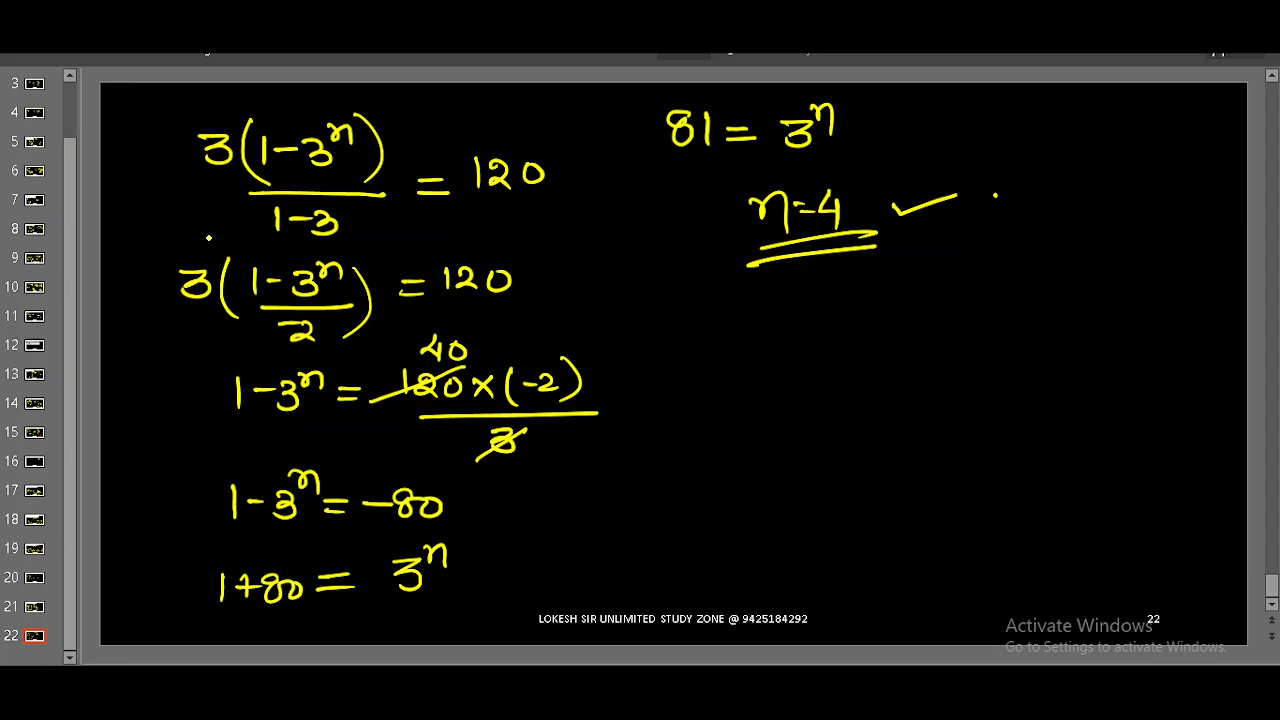 3
4
5
6
7
8
9
10
11
12
13
14
15
16
17
18
19
20
21
22
3(1-3ⁿ)/(1-3) = 120
3((1-3ⁿ)/-2) = 120
40
1-3ⁿ = 120×(-2)/3
1-3ⁿ = -80
1+80 = 3ⁿ
81 = 3ⁿ
n=4 ✓
LOKESH SIR UNLIMITED STUDY ZONE @ 9425184292
22
Activate Windows
Go to Settings to activate Windows.